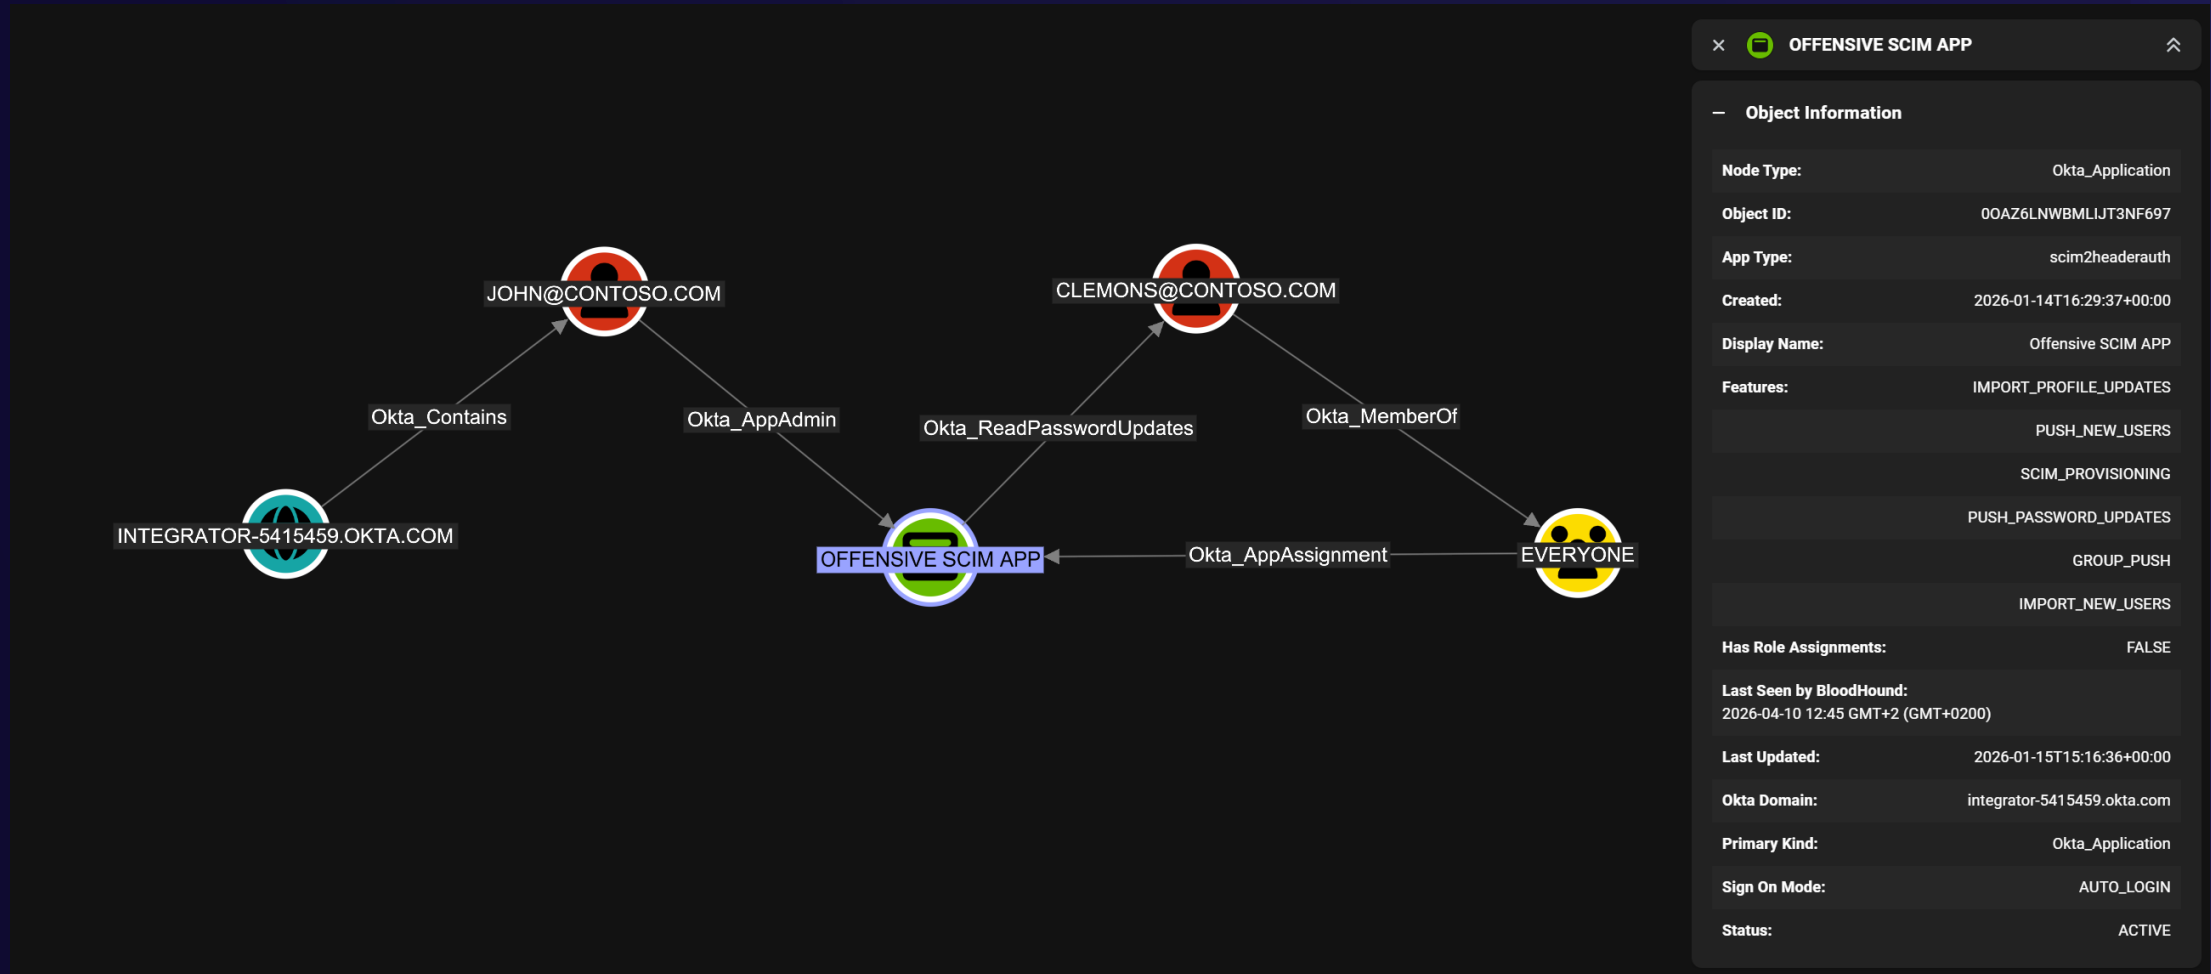 JOHN@CONTOSO.COM
CLEMONS@CONTOSO.COM
Okta_Contains
Okta_AppAdmin
Okta_ReadPasswordUpdates
Okta_MemberOf
INTEGRATOR-5415459.OKTA.COM
OFFENSIVE SCIM APP
Okta_AppAssignment
EVERYONE
OFFENSIVE SCIM APP
Object Information
Node Type: Okta_Application
Object ID: 0OAZ6LNWBMLIJT3NF697
App Type: scim2headerauth
Created: 2026-01-14T16:29:37+00:00
Display Name: Offensive SCIM APP
Features: IMPORT_PROFILE_UPDATES
PUSH_NEW_USERS
SCIM_PROVISIONING
PUSH_PASSWORD_UPDATES
GROUP_PUSH
IMPORT_NEW_USERS
Has Role Assignments: FALSE
Last Seen by BloodHound:
2026-04-10 12:45 GMT+2 (GMT+0200)
Last Updated: 2026-01-15T15:16:36+00:00
Okta Domain: integrator-5415459.okta.com
Primary Kind: Okta_Application
Sign On Mode: AUTO_LOGIN
Status: ACTIVE